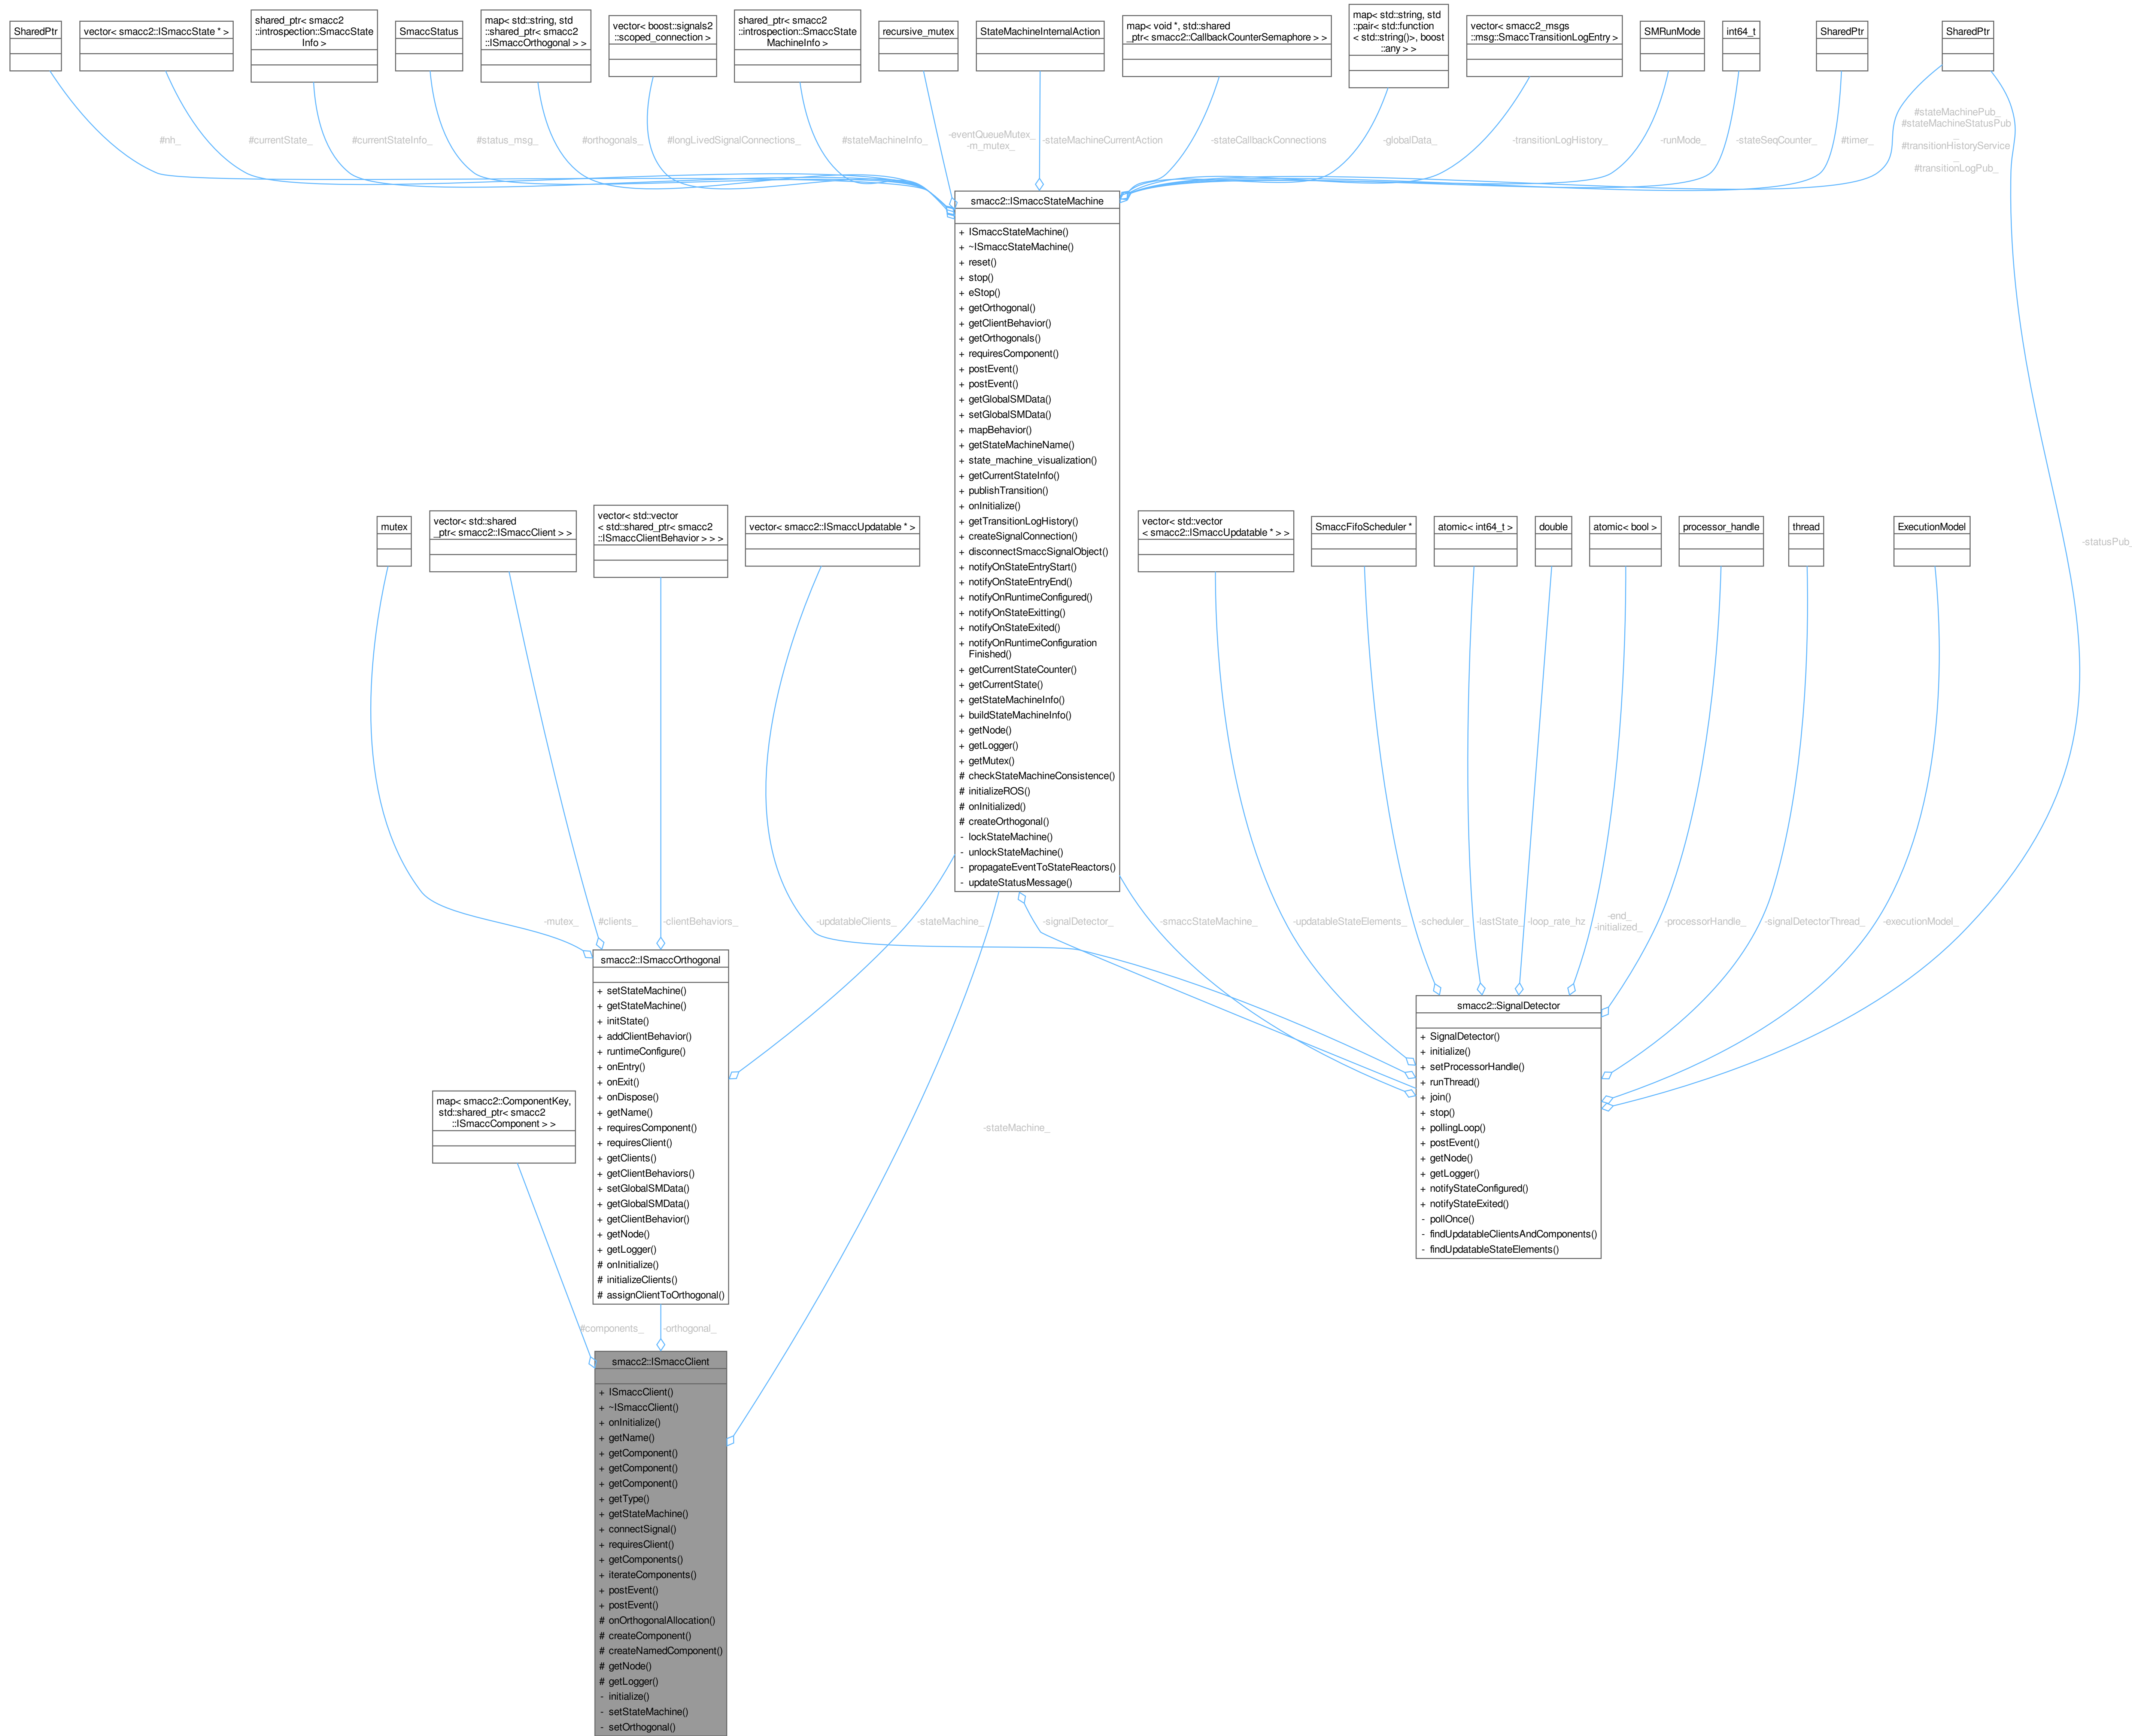 SharedPtr
vector< smacc2::ISmaccState * >
shared_ptr< smacc2
::introspection::SmaccState
Info >
SmaccStatus
map< std::string, std
::shared_ptr< smacc2
::ISmaccOrthogonal > >
vector< boost::signals2
::scoped_connection >
shared_ptr< smacc2
::introspection::SmaccState
MachineInfo >
recursive_mutex
StateMachineInternalAction
map< void *, std::shared
_ptr< smacc2::CallbackCounterSemaphore > >
map< std::string, std
::pair< std::function
< std::string()>, boost
::any > >
vector< smacc2_msgs
::msg::SmaccTransitionLogEntry >
SMRunMode
int64_t
SharedPtr
SharedPtr
#nh_
#currentState_
#currentStateInfo_
#status_msg_
#orthogonals_
#longLivedSignalConnections_
#stateMachineInfo_
-eventQueueMutex_
-m_mutex_
-stateMachineCurrentAction
-stateCallbackConnections
-globalData_
-transitionLogHistory_
-runMode_
-stateSeqCounter_
#timer_
#stateMachinePub_
#stateMachineStatusPub
_
#transitionHistoryService
_
#transitionLogPub_
smacc2::ISmaccStateMachine
+ ISmaccStateMachine()
+ ~ISmaccStateMachine()
+ reset()
+ stop()
+ eStop()
+ getOrthogonal()
+ getClientBehavior()
+ getOrthogonals()
+ requiresComponent()
+ postEvent()
+ postEvent()
+ getGlobalSMData()
+ setGlobalSMData()
+ mapBehavior()
+ getStateMachineName()
+ state_machine_visualization()
+ getCurrentStateInfo()
+ publishTransition()
+ onInitialize()
+ getTransitionLogHistory()
+ createSignalConnection()
+ disconnectSmaccSignalObject()
+ notifyOnStateEntryStart()
+ notifyOnStateEntryEnd()
+ notifyOnRuntimeConfigured()
+ notifyOnStateExitting()
+ notifyOnStateExited()
+ notifyOnRuntimeConfiguration
Finished()
+ getCurrentStateCounter()
+ getCurrentState()
+ getStateMachineInfo()
+ buildStateMachineInfo()
+ getNode()
+ getLogger()
+ getMutex()
# checkStateMachineConsistence()
# initializeROS()
# onInitialized()
# createOrthogonal()
- lockStateMachine()
- unlockStateMachine()
- propagateEventToStateReactors()
- updateStatusMessage()
mutex
vector< std::shared
_ptr< smacc2::ISmaccClient > >
vector< std::vector
< std::shared_ptr< smacc2
::ISmaccClientBehavior > > >
vector< smacc2::ISmaccUpdatable * >
vector< std::vector
< smacc2::ISmaccUpdatable * > >
SmaccFifoScheduler *
atomic< int64_t >
double
atomic< bool >
processor_handle
thread
ExecutionModel
-statusPub_
-mutex_
#clients_
-clientBehaviors_
-updatableClients_
-stateMachine_
-signalDetector_
-smaccStateMachine_
-updatableStateElements_
-scheduler_
-lastState_
-loop_rate_hz
-end_
-initialized_
-processorHandle_
-signalDetectorThread_
-executionModel_
smacc2::ISmaccOrthogonal
+ setStateMachine()
+ getStateMachine()
+ initState()
+ addClientBehavior()
+ runtimeConfigure()
+ onEntry()
+ onExit()
+ onDispose()
+ getName()
+ requiresComponent()
+ requiresClient()
+ getClients()
+ getClientBehaviors()
+ setGlobalSMData()
+ getGlobalSMData()
+ getClientBehavior()
+ getNode()
+ getLogger()
# onInitialize()
# initializeClients()
# assignClientToOrthogonal()
smacc2::SignalDetector
+ SignalDetector()
+ initialize()
+ setProcessorHandle()
+ runThread()
+ join()
+ stop()
+ pollingLoop()
+ postEvent()
+ getNode()
+ getLogger()
+ notifyStateConfigured()
+ notifyStateExited()
- pollOnce()
- findUpdatableClientsAndComponents()
- findUpdatableStateElements()
map< smacc2::ComponentKey,
std::shared_ptr< smacc2
::ISmaccComponent > >
-stateMachine_
#components_
-orthogonal_
smacc2::ISmaccClient
+ ISmaccClient()
+ ~ISmaccClient()
+ onInitialize()
+ getName()
+ getComponent()
+ getComponent()
+ getComponent()
+ getType()
+ getStateMachine()
+ connectSignal()
+ requiresClient()
+ getComponents()
+ iterateComponents()
+ postEvent()
+ postEvent()
# onOrthogonalAllocation()
# createComponent()
# createNamedComponent()
# getNode()
# getLogger()
- initialize()
- setStateMachine()
- setOrthogonal()